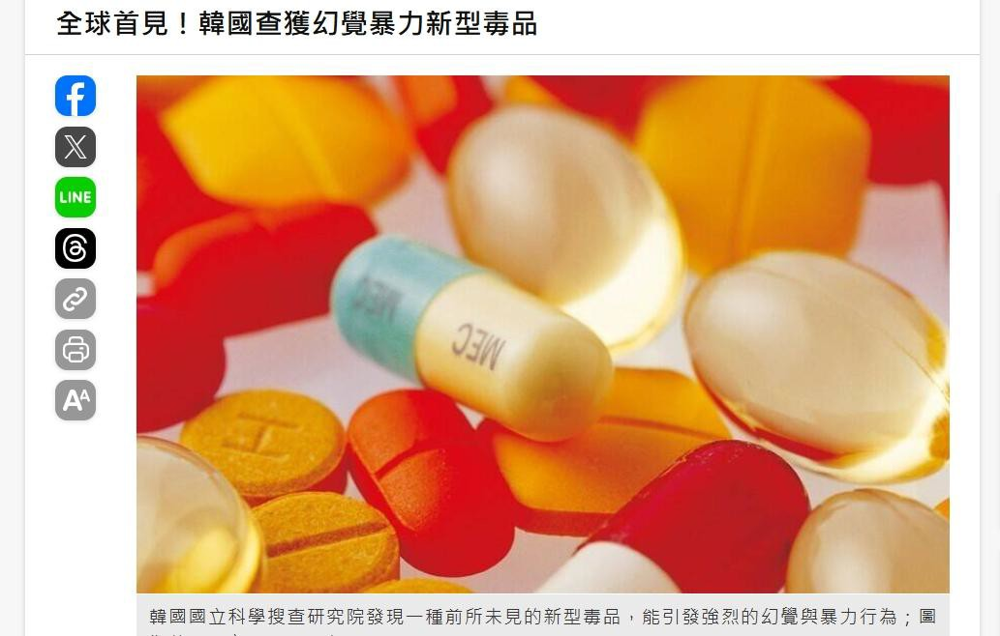 全球首見！韓國查獲幻覺暴力新型毒品
LINE
AA
MEC
MEC
韓國國立科學搜查研究院發現一種前所未見的新型毒品，能引發強烈的幻覺與暴力行為；圖